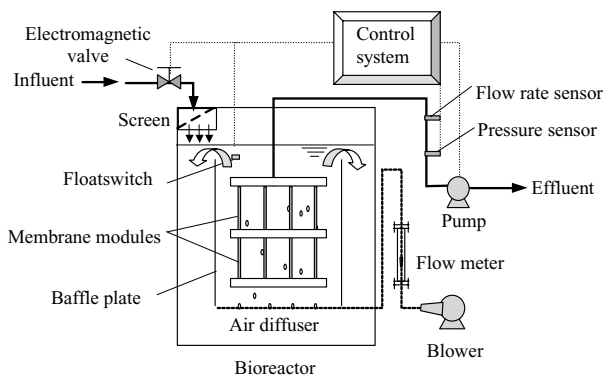 Electromagnetic
valve
Control
system
Influent
Flow rate sensor
Screen
Pressure sensor
Floatswitch
Effluent
Pump
Membrane modules
Flow meter
Baffle plate
Air diffuser
Blower
Bioreactor